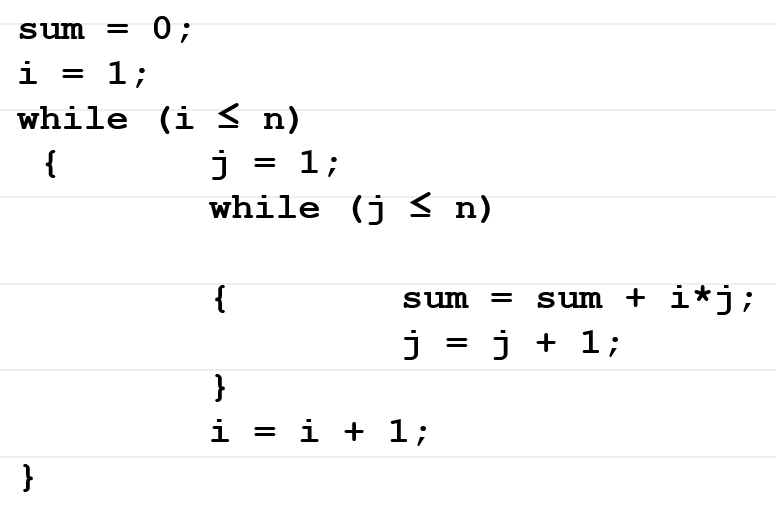 sum = 0;
i = 1;
while (i ≤ n)
{ j = 1;
while (j ≤ n)
{ sum = sum + i*j;
j = j + 1;
}
i = i + 1;
}